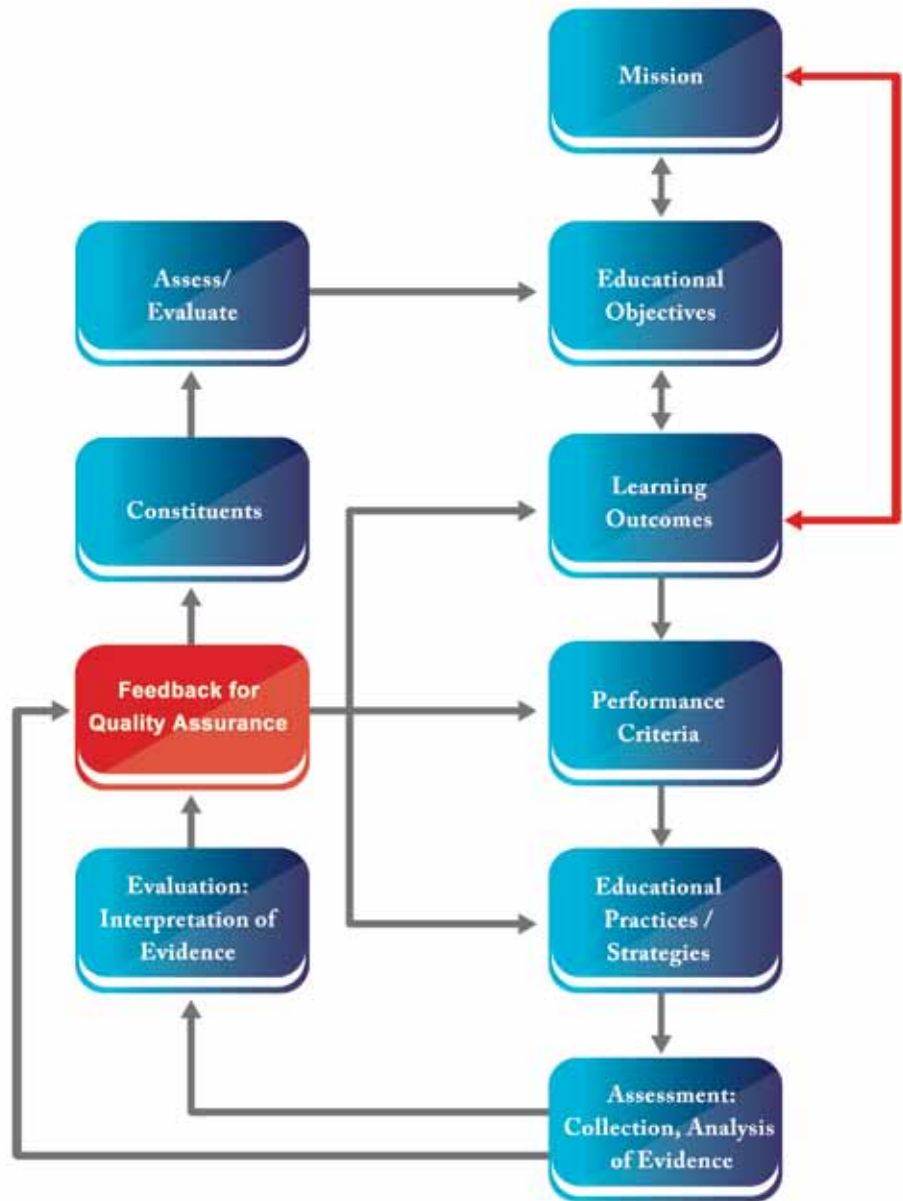 Mission
Assess/
Evaluate
Educational
Objectives
Constituents
Learning
Outcomes
Feedback for
Quality Assurance
Performance
Criteria
Evaluation:
Interpretation of
Evidence
Educational
Practices /
Strategies
Assessment:
Collection, Analysis
of Evidence